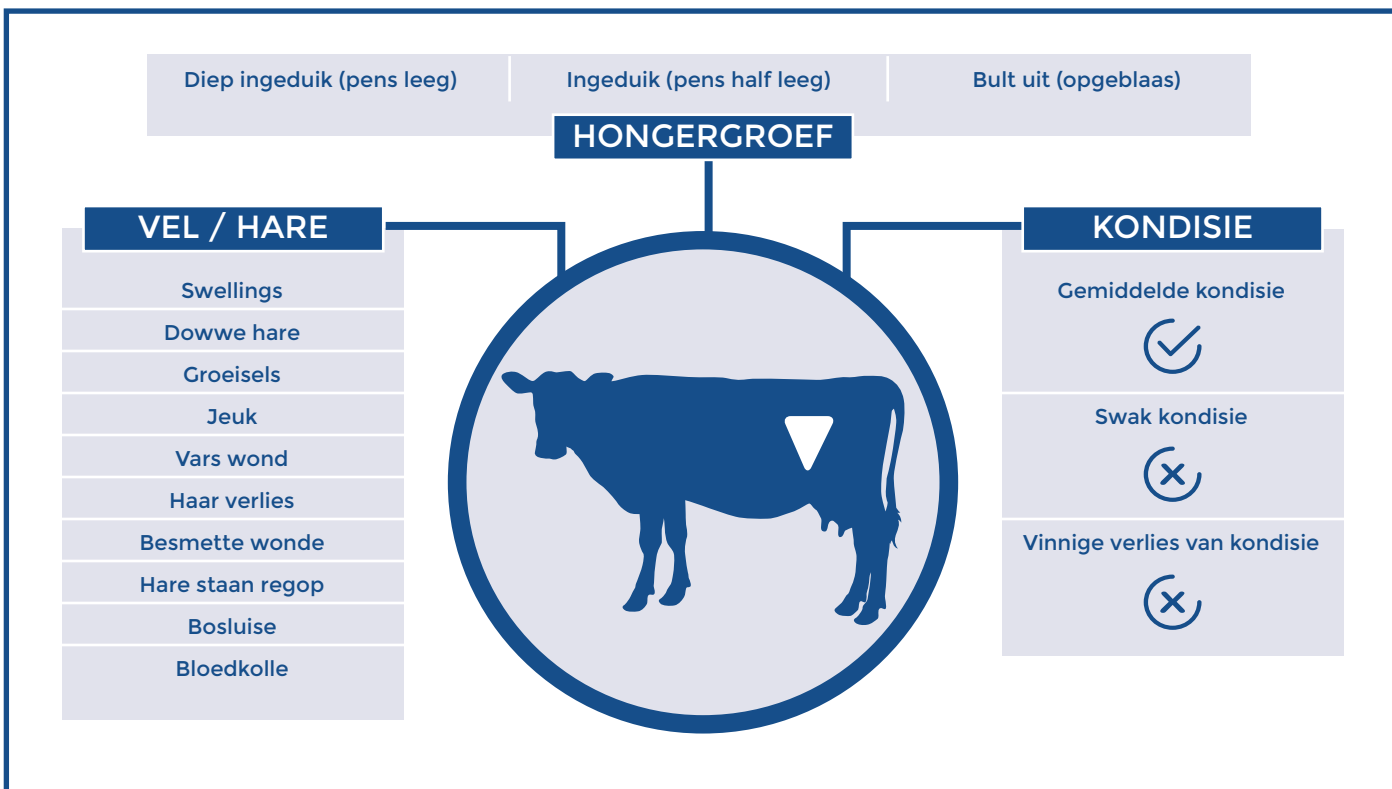 Diep ingeduik (pens leeg)
Ingeduik (pens half leeg)
Bult uit (opgeblaas)
HONGERGROEF
VEL / HARE
Swellings
Dowwe hare
Groeisels
Jeuk
Vars wond
Haar verlies
Besmette wonde
Hare staan regop
Bosluise
Bloedkolle
KONDISIE
Gemiddelde kondisie
Swak kondisie
Vinnige verlies van kondisie